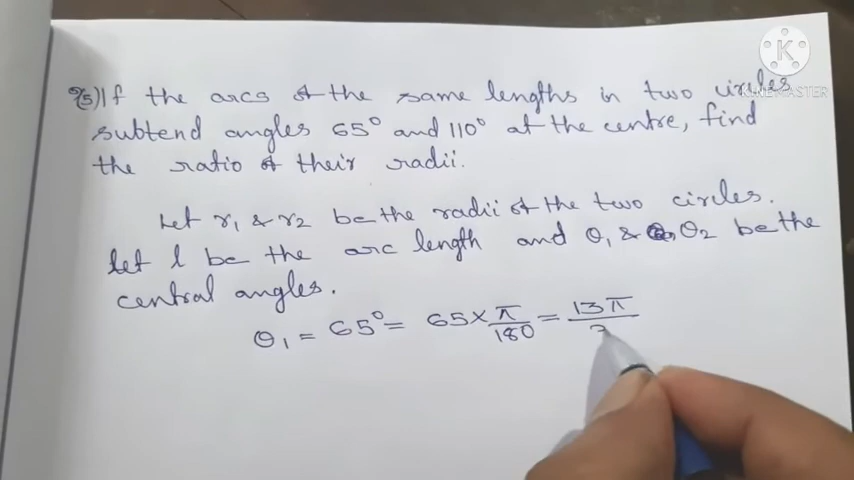 Q5) If the arcs of the same lengths in two circles
subtend angles 65° and 110° at the centre, find
the ratio of their radii.
Let r₁ & r₂ be the radii of the two circles.
let l be the arc length and θ₁ & θ₂ be the
central angles.
θ₁ = 65° = 65 × π/180 = 13π/3
K
KINEMASTER